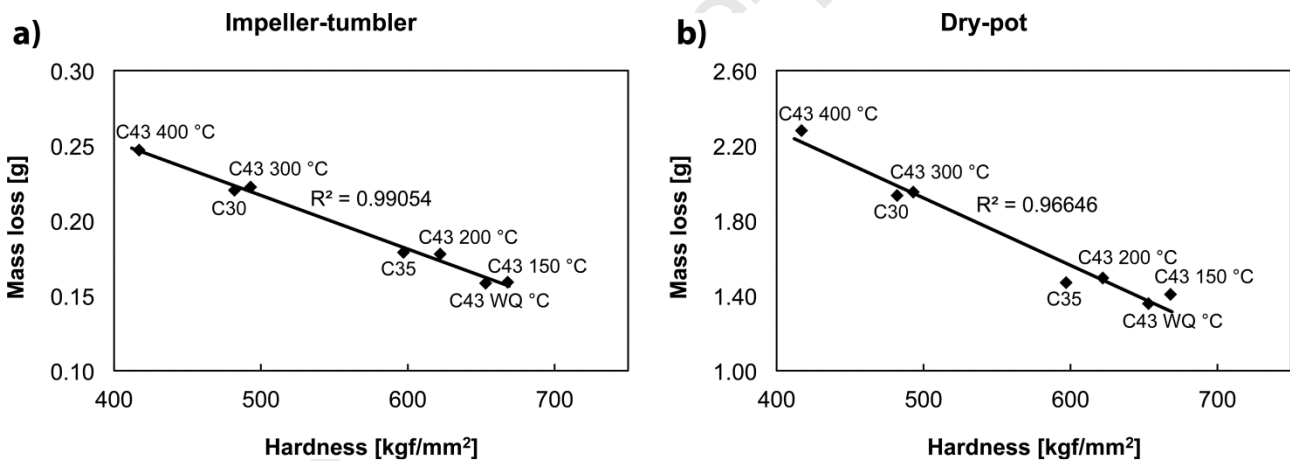 a)
Impeller-tumbler
0.30
0.25
0.20
0.15
0.10
Mass loss [g]
C43 400 °C
C43 300 °C
C30
R² = 0.99054
C43 200 °C
C35
C43 150 °C
C43 WQ °C
400 500 600 700
Hardness [kgf/mm²]
b)
Dry-pot
2.60
2.20
1.80
1.40
1.00
Mass loss [g]
C43 400 °C
C43 300 °C
C30
R² = 0.96646
C43 200 °C
C43 150 °C
C35
C43 WQ °C
400 500 600 700
Hardness [kgf/mm²]